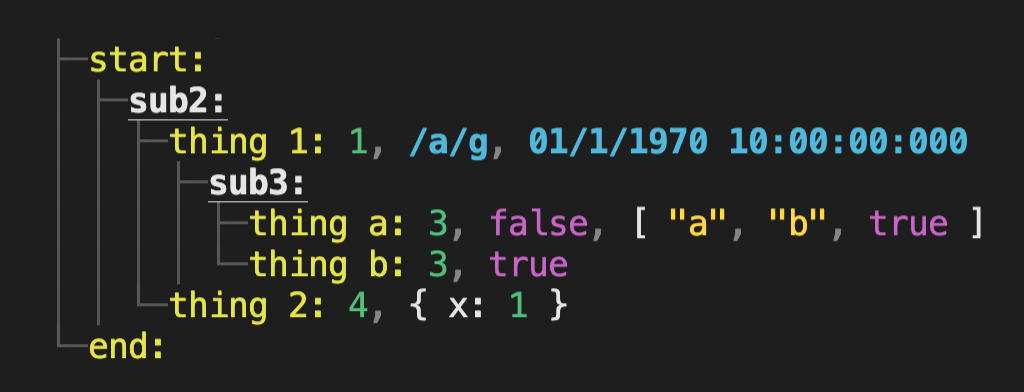 start:
sub2:
thing 1: 1, /a/g, 01/1/1970 10:00:00:000
sub3:
thing a: 3, false, [ "a", "b", true ]
thing b: 3, true
thing 2: 4, { x: 1 }
end: